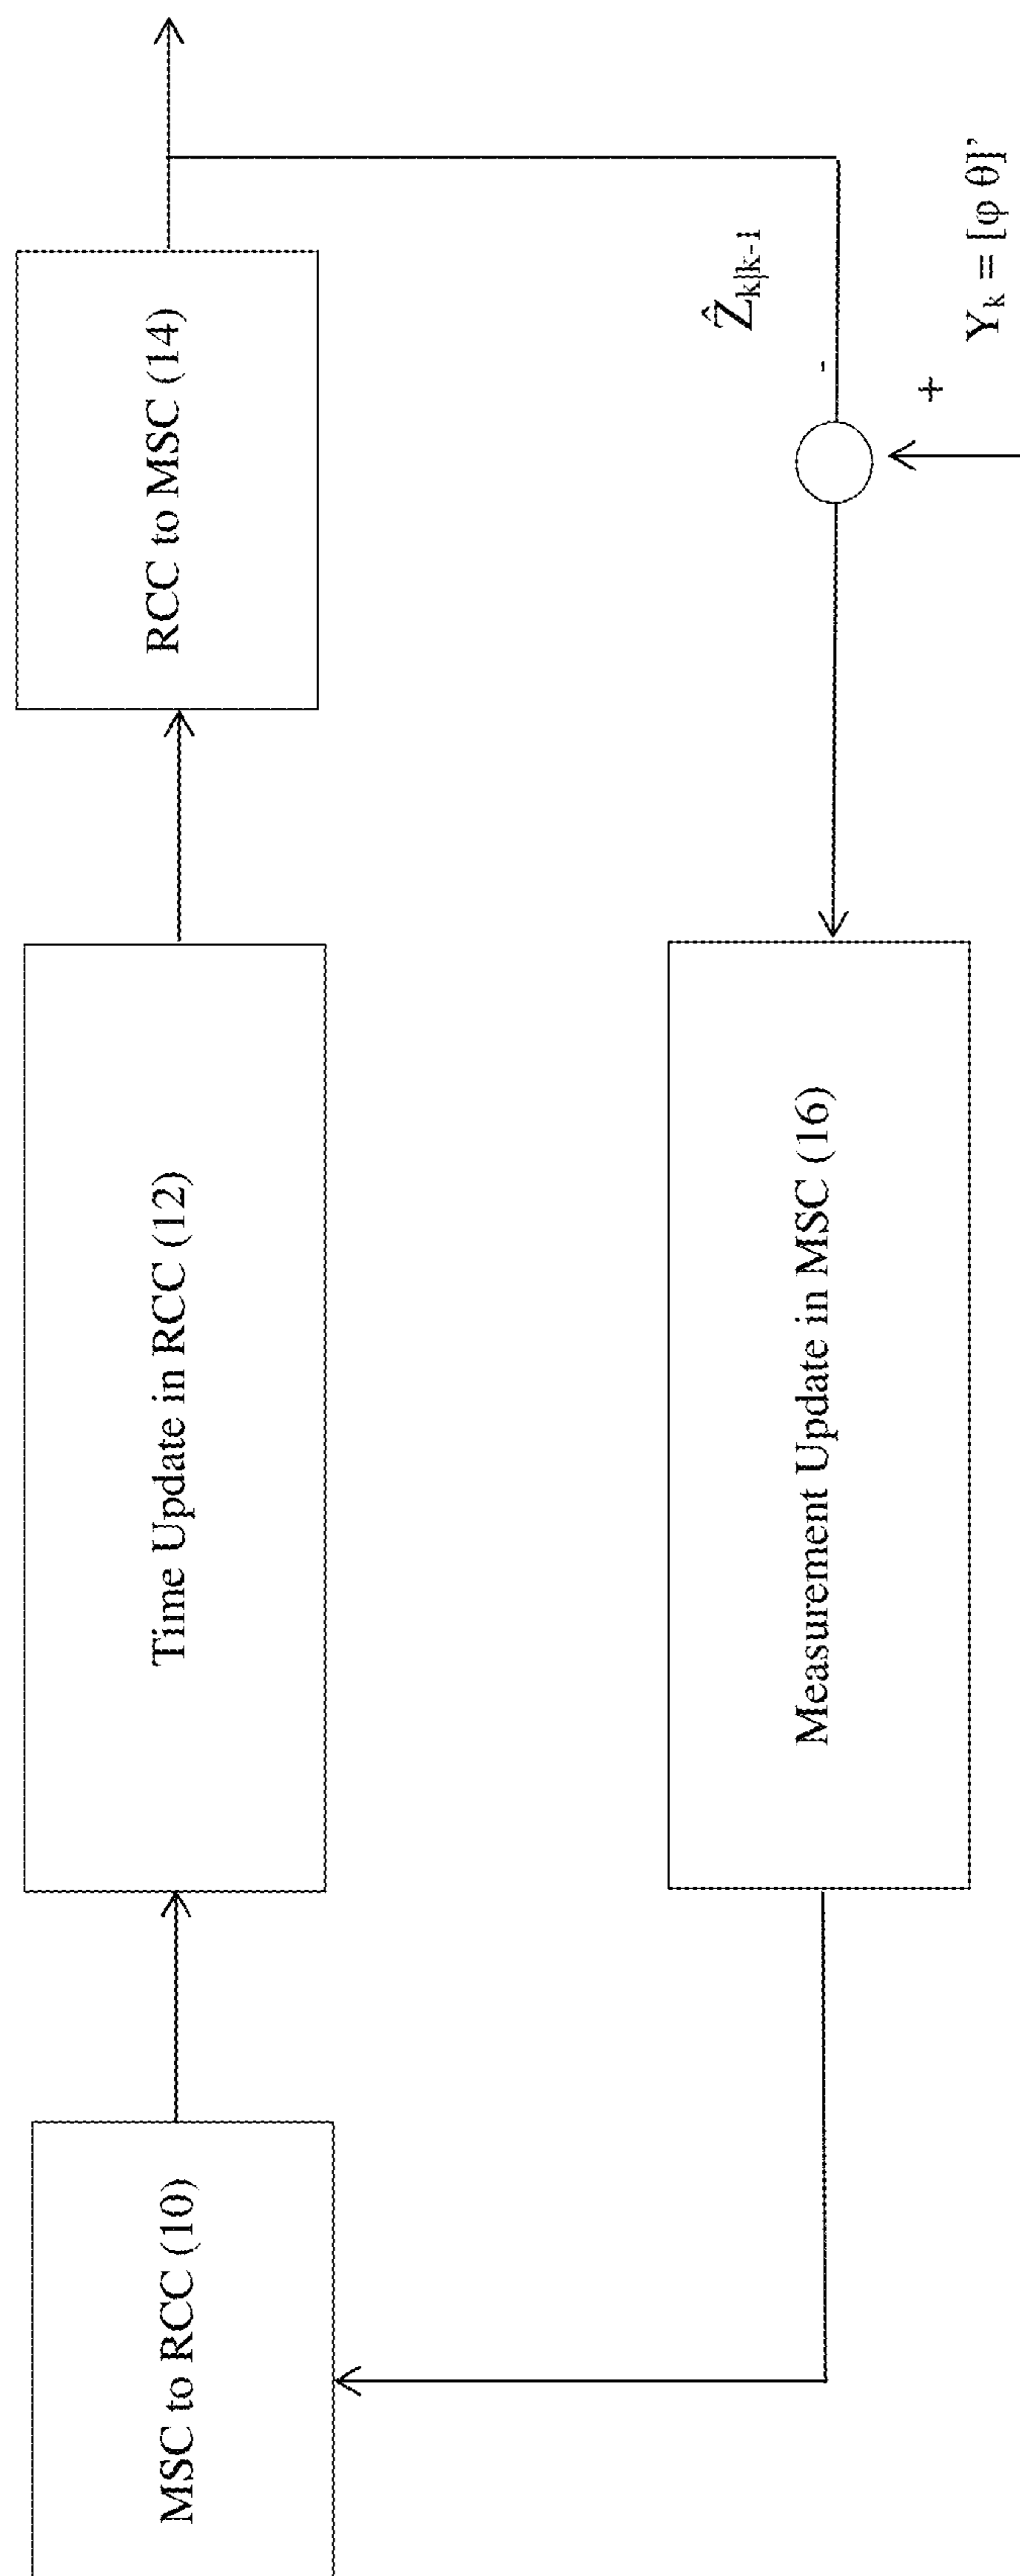 MSC to RCC (10)
Time Update in RCC (12)
RCC to MSC (14)
Measurement Update in MSC (16)
-
Ẑk|k-1
+
Yk = [φ θ]’